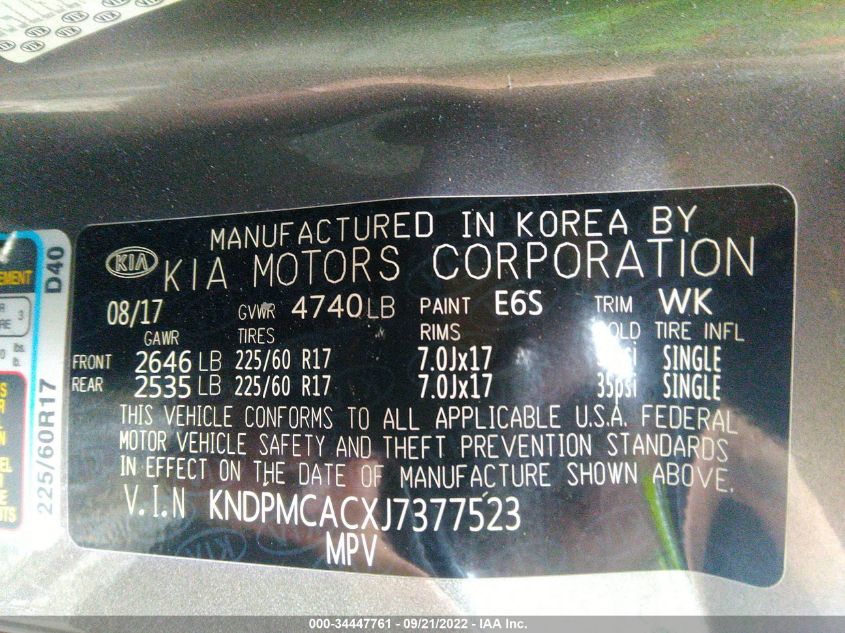 MANUFACTURED IN KOREA BY
KIA KIA MOTORS CORPORATION
08/17 GVWR 4740 LB PAINT E6S TRIM WK
GAWR TIRES RIMS TIRE INFL
FRONT 2646 LB 225/60 R17 7.0Jx17 SINGLE
REAR 2535 LB 225/60 R17 7.0Jx17 35psi SINGLE
THIS VEHICLE CONFORMS TO ALL APPLICABLE U.S.A. FEDERAL
MOTOR VEHICLE SAFETY AND THEFT PREVENTION STANDARDS
IN EFFECT ON THE DATE OF MANUFACTURE SHOWN ABOVE.
V.I.N KNDPMCACXJ7377523
MPV
225/60R17 D40
000-34447761 - 09/21/2022 - IAA Inc.